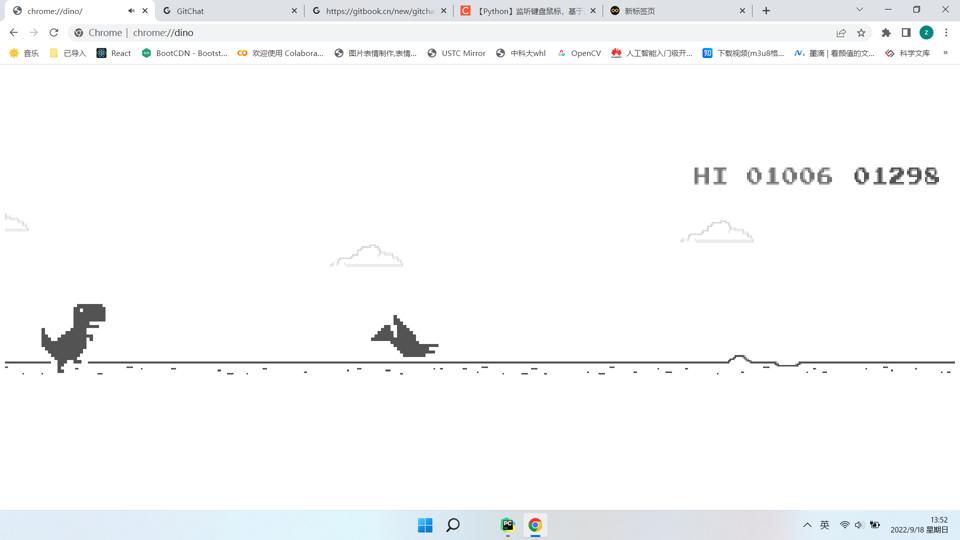 chrome://dino/
GitChat
https://gitbook.cn/new/gitcha
【Python】监听键盘鼠标，基于
新标签页
Chrome | chrome://dino
音乐
已导入
React
BootCDN - Bootst...
欢迎使用 Colabora...
图片表情制作,表情...
USTC Mirror
中科大whl
OpenCV
人工智能入门级开...
下载视频(m3u8格...
墨滴 | 看颜值的文...
科学文库
»
HI 01006 01298
英
13:52
2022/9/18 星期日